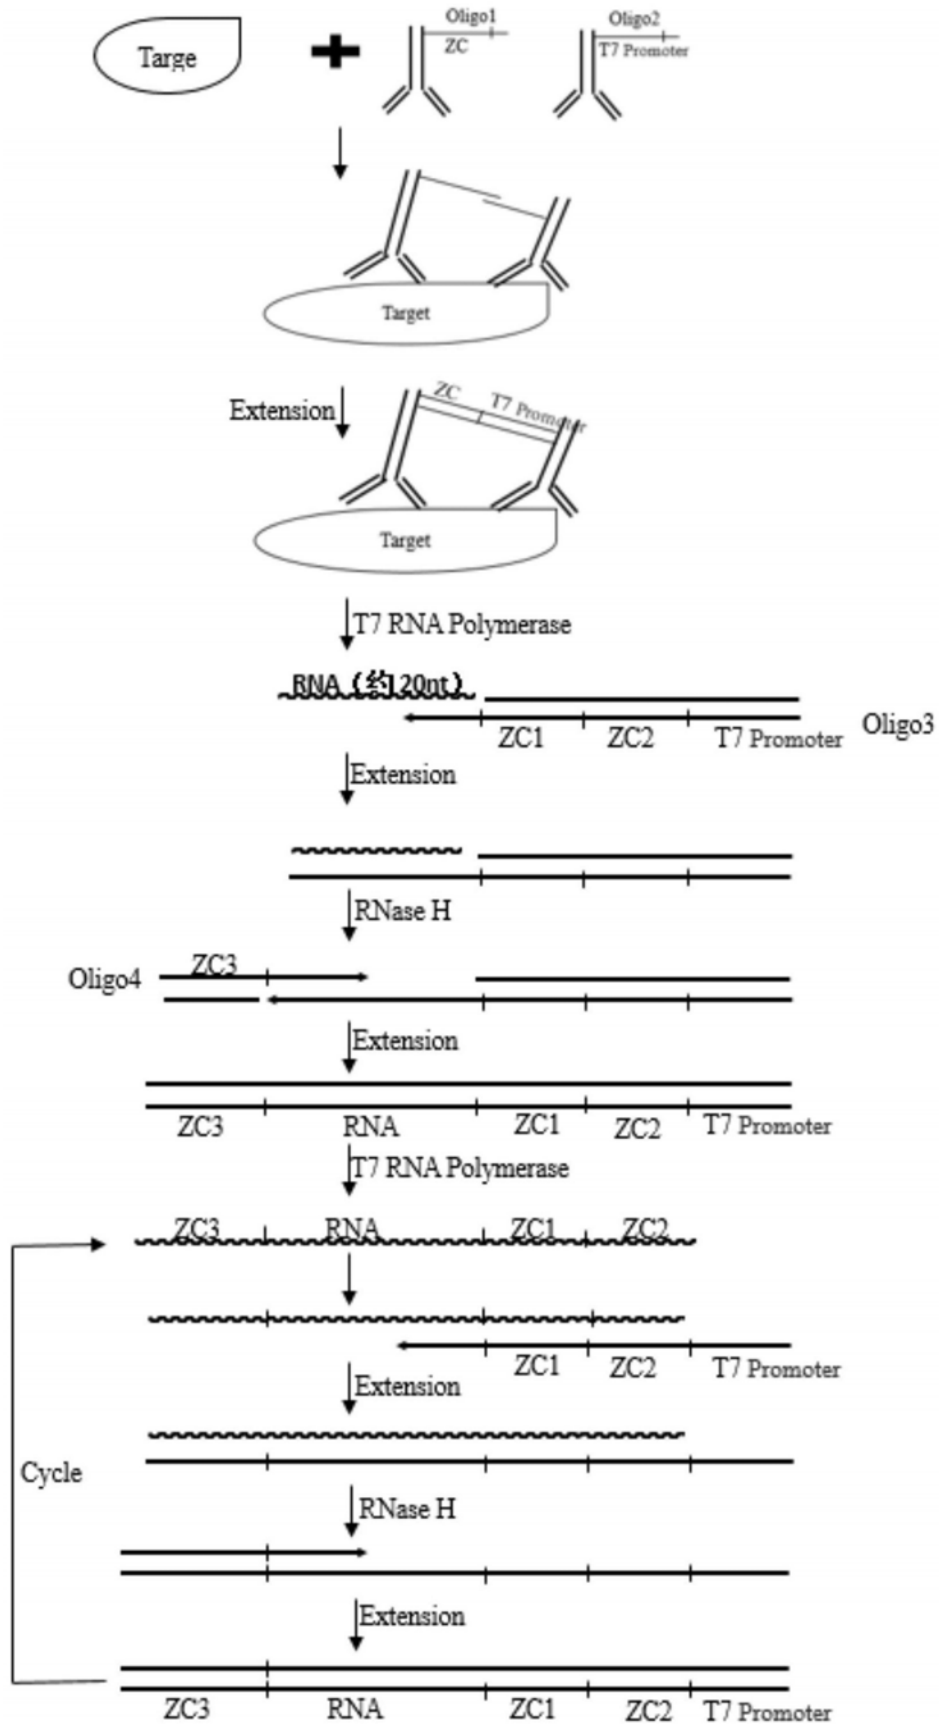 Oligo1
Oligo2
Targe
ZC
T7 Promoter
Target
Extension
ZC
T7 Promoter
Target
T7 RNA Polymerase
RNA (约20nt)
ZC1
ZC2
T7 Promoter
Oligo3
Extension
RNase H
Oligo4
ZC3
Extension
ZC3
RNA
ZC1
ZC2
T7 Promoter
T7 RNA Polymerase
ZC3
RNA
ZC1
ZC2
ZC1
ZC2
T7 Promoter
Extension
Cycle
RNase H
Extension
ZC3
RNA
ZC1
ZC2
T7 Promoter